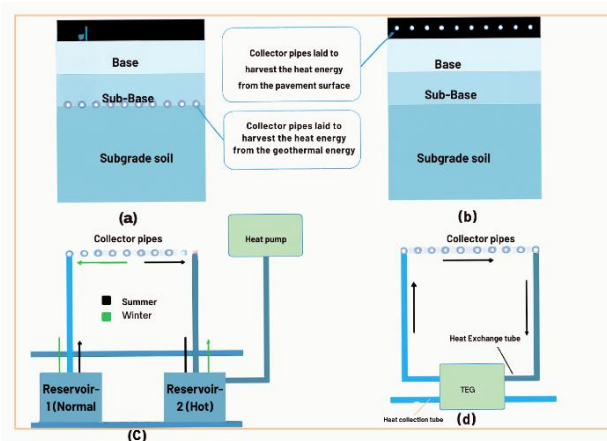 Base
Sub-Base
Subgrade soil
(a)
Collector pipes laid to
harvest the heat energy
from the pavement surface
Collector pipes laid to
harvest the heat energy
from the geothermal energy
Base
Sub-Base
Subgrade soil
(b)
Collector pipes
Heat pump
Summer
Winter
Reservoir-
1 (Normal
Reservoir-
2 (Hot)
(C)
Collector pipes
Heat Exchange tube
TEG
Heat collection tube
(d)